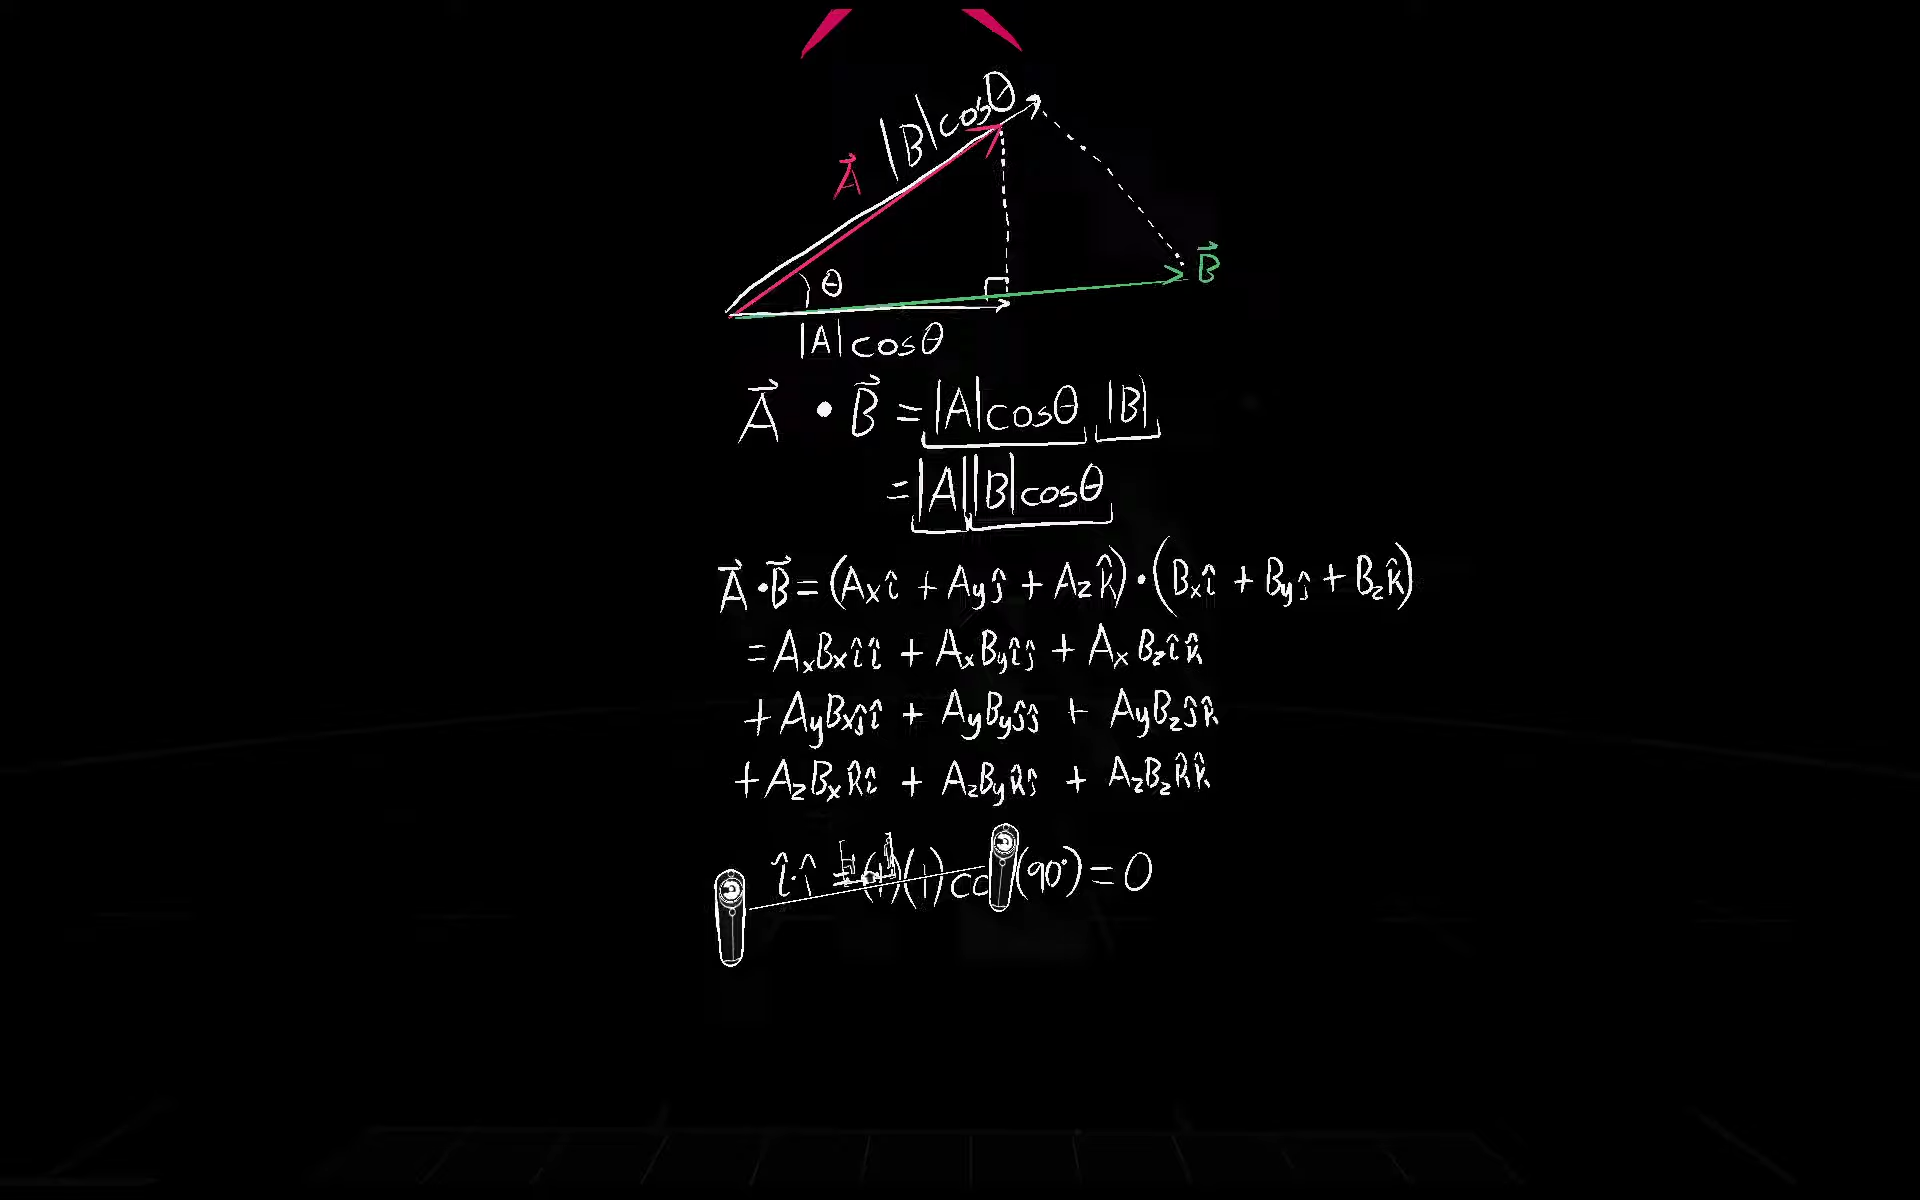 |B|cosθ
A⃗
θ
B⃗
|A|cosθ
A⃗ • B⃗ = |A|cosθ |B|
= |A||B|cosθ
A⃗ · B⃗ = (Axî + Ayĵ + Azk̂) · (Bxî + Byĵ + Bzk̂)
= AxBxîî + AxByîĵ + AxBzîk̂
+ AyBxĵî + AyByĵĵ + AyBzĵk̂
+ AzBxk̂î + AzByk̂ĵ + AzBzk̂k̂
(1)(90°) = 0